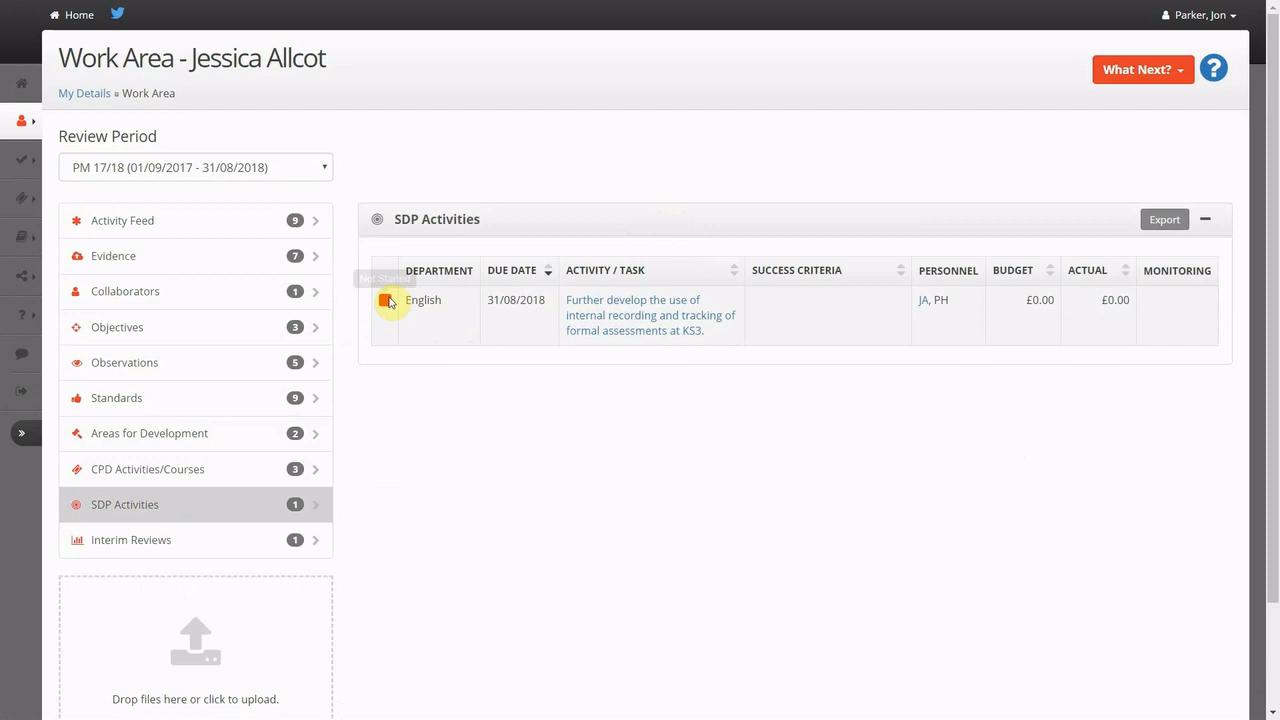 Home
Parker, Jon
Work Area - Jessica Allcot
What Next?
?
My Details » Work Area
Review Period
PM 17/18 (01/09/2017 - 31/08/2018)
Activity Feed 9
Evidence 7
Collaborators 1
Objectives 3
Observations 5
Standards 9
Areas for Development 2
CPD Activities/Courses 3
SDP Activities 1
Interim Reviews 1
Drop files here or click to upload.
SDP Activities
Export
Not Started
DEPARTMENT DUE DATE ACTIVITY / TASK SUCCESS CRITERIA PERSONNEL BUDGET ACTUAL MONITORING
English 31/08/2018 Further develop the use of JA, PH £0.00 £0.00
internal recording and tracking of
formal assessments at KS3.